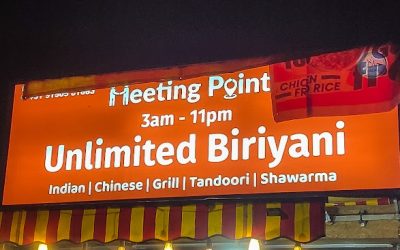 Meeting Point
3am - 11pm
Unlimited Biriyani
Indian | Chinese | Grill | Tandoori | Shawarma